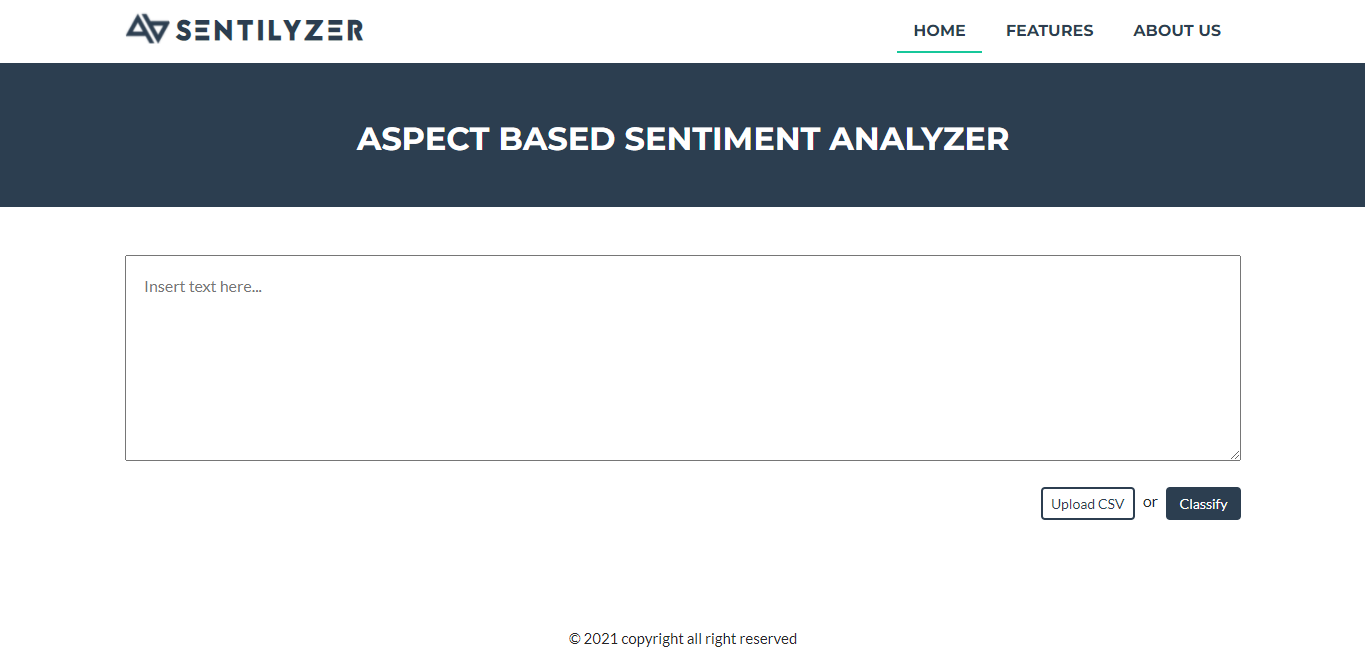 SENTILYZER
HOME FEATURES ABOUT US
ASPECT BASED SENTIMENT ANALYZER
Insert text here...
Upload CSV or Classify
© 2021 copyright all right reserved